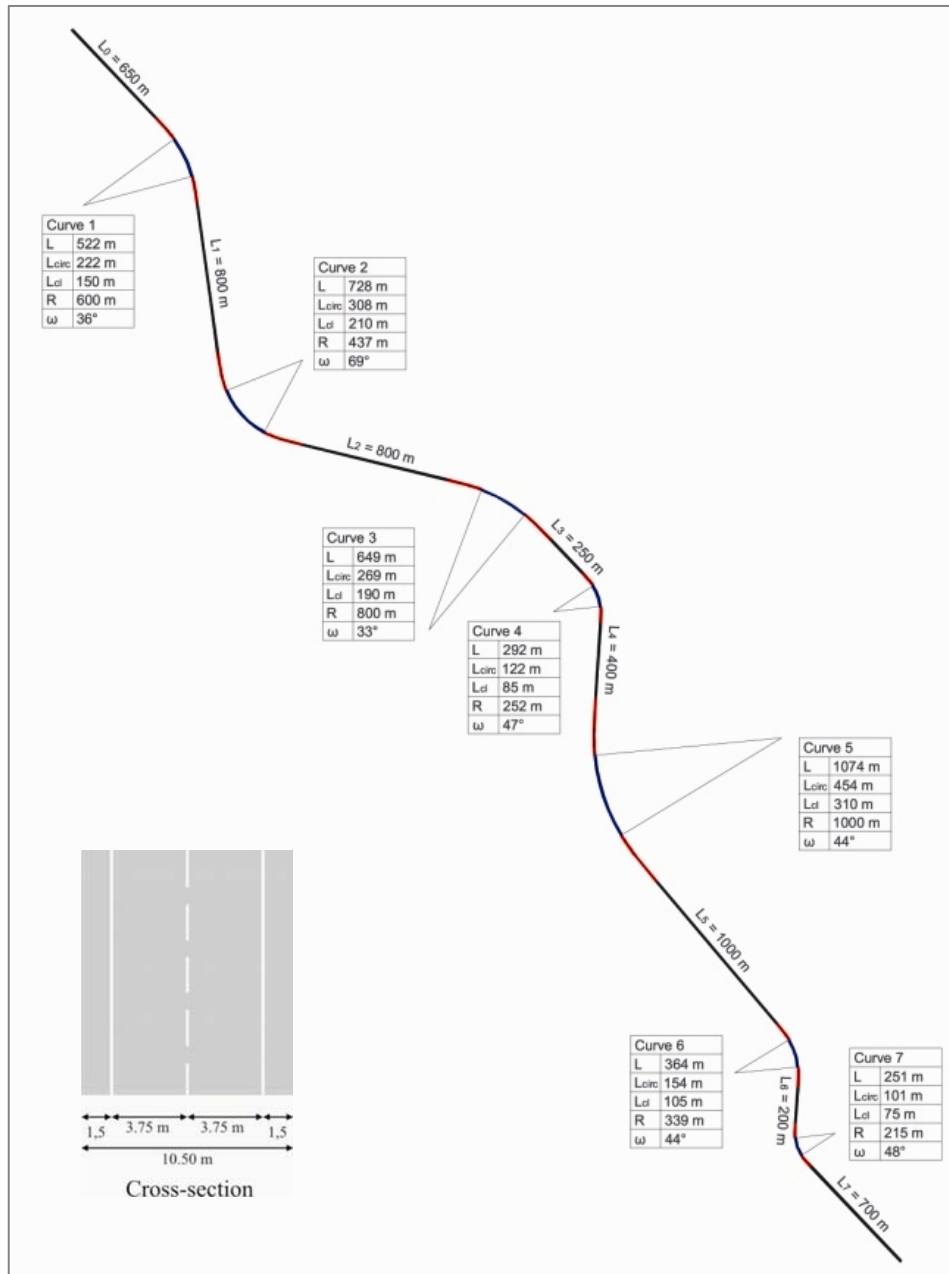 L0 = 650 m
Curve 1
L 522 m
Lcirc 222 m
Lcl 150 m
R 600 m
ω 36°
L1 = 800 m
Curve 2
L 728 m
Lcirc 308 m
Lcl 210 m
R 437 m
ω 69°
L2 = 800 m
Curve 3
L 649 m
Lcirc 269 m
Lcl 190 m
R 800 m
ω 33°
L3 = 250 m
Curve 4
L 292 m
Lcirc 122 m
Lcl 85 m
R 252 m
ω 47°
L4 = 400 m
Curve 5
L 1074 m
Lcirc 454 m
Lcl 310 m
R 1000 m
ω 44°
L5 = 1000 m
Curve 6
L 364 m
Lcirc 154 m
Lcl 105 m
R 339 m
ω 44°
L6 = 200 m
Curve 7
L 251 m
Lcirc 101 m
Lcl 75 m
R 215 m
ω 48°
L7 = 700 m
1,5 3.75 m 3.75 m 1,5
10.50 m
Cross-section